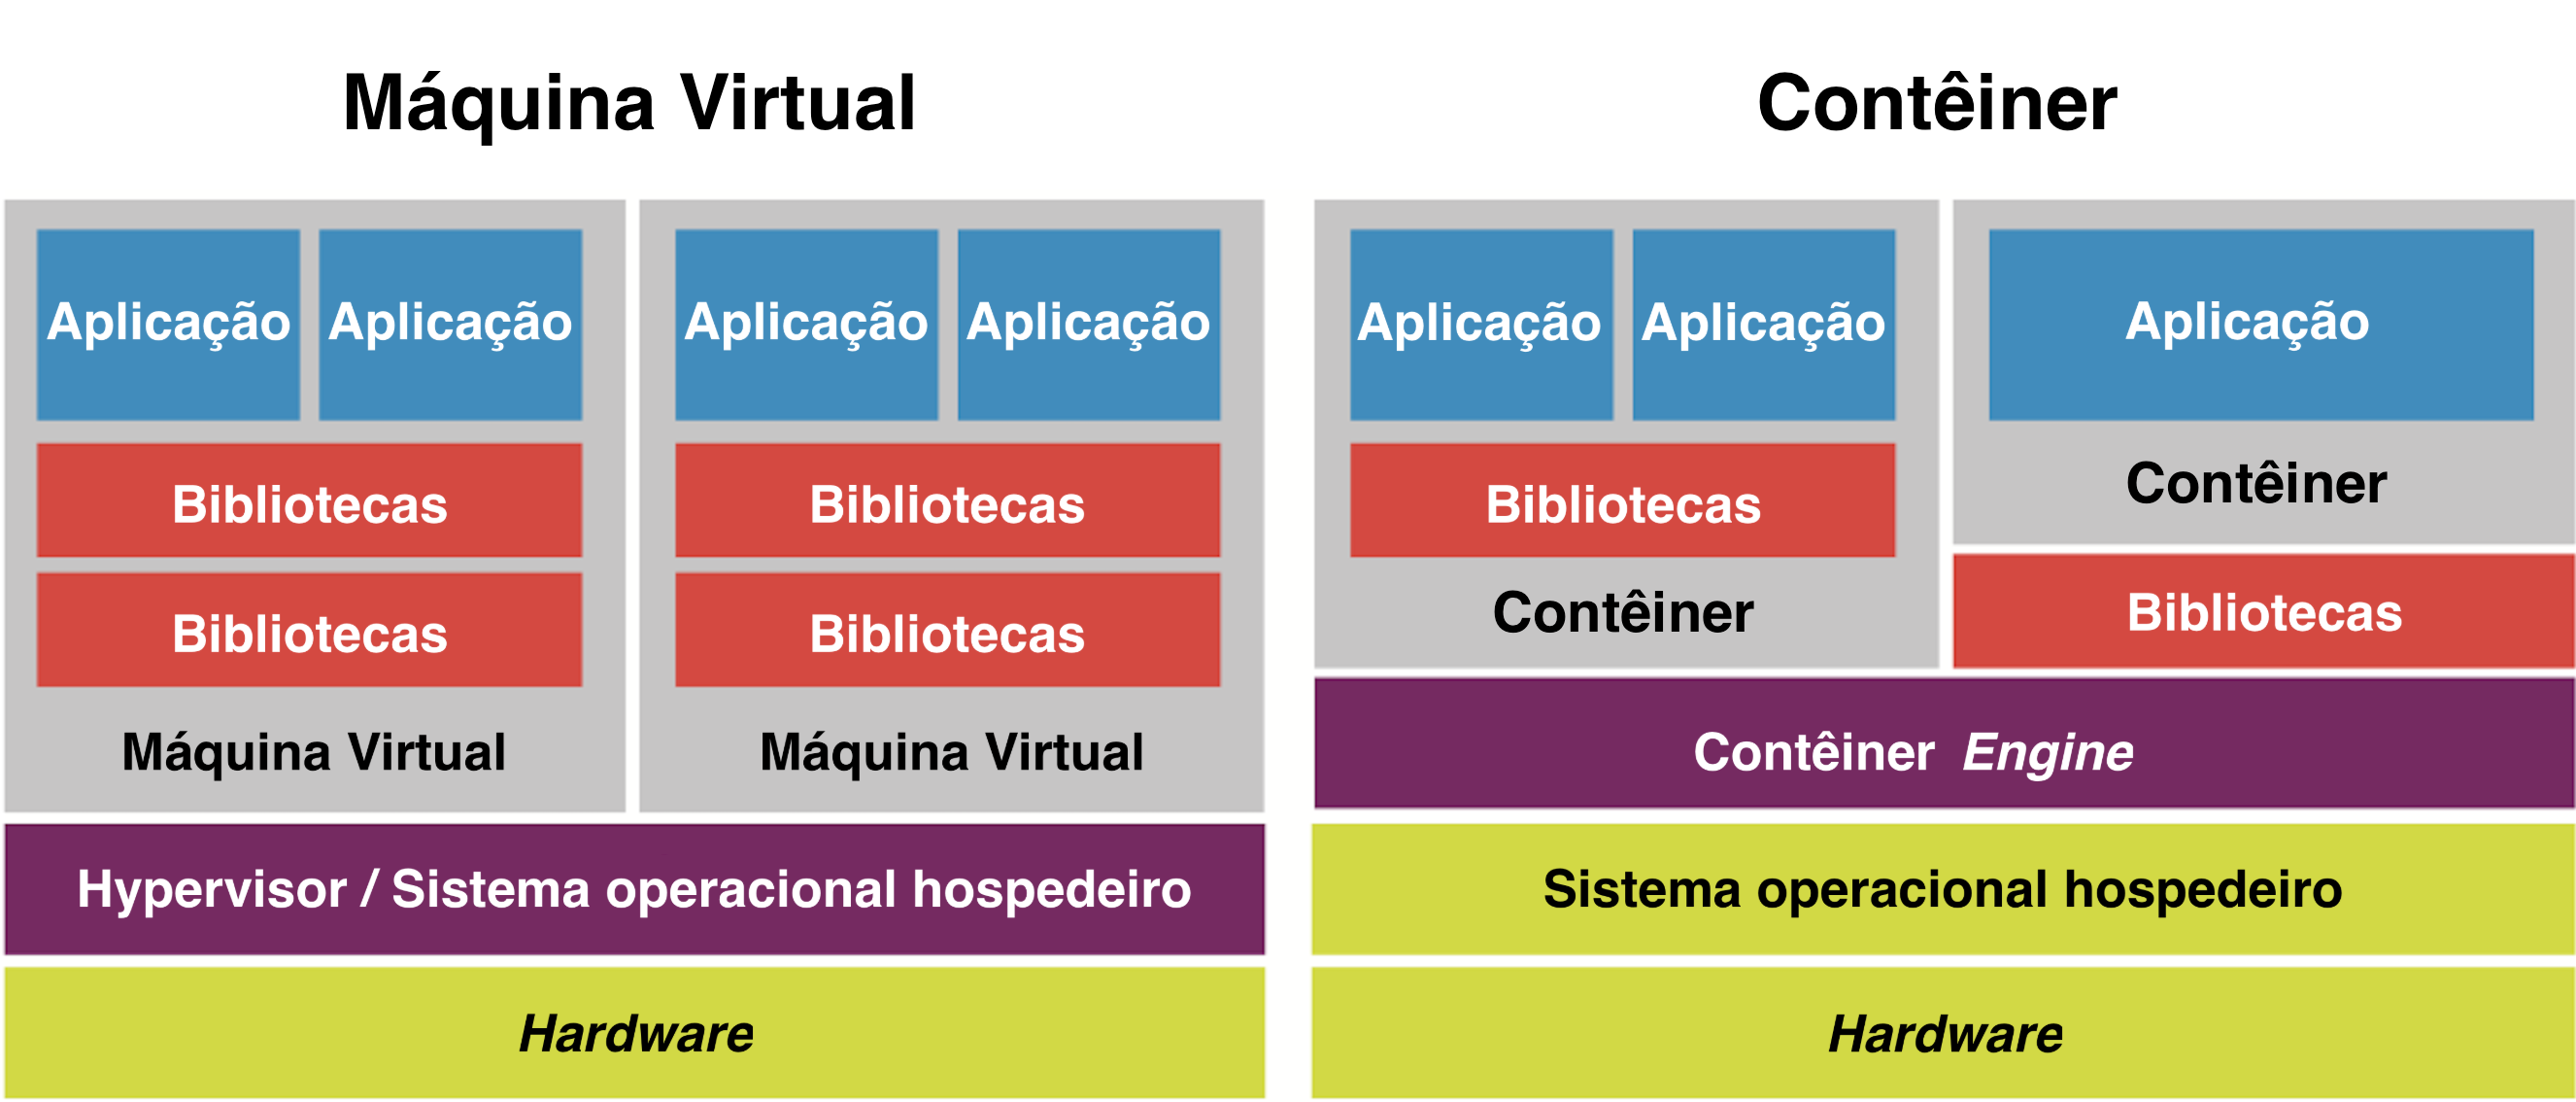 Máquina Virtual
Contêiner
Aplicação
Aplicação
Bibliotecas
Bibliotecas
Máquina Virtual
Aplicação
Aplicação
Bibliotecas
Bibliotecas
Máquina Virtual
Hypervisor / Sistema operacional hospedeiro
Hardware
Aplicação
Aplicação
Bibliotecas
Contêiner
Aplicação
Contêiner
Bibliotecas
Contêiner Engine
Sistema operacional hospedeiro
Hardware